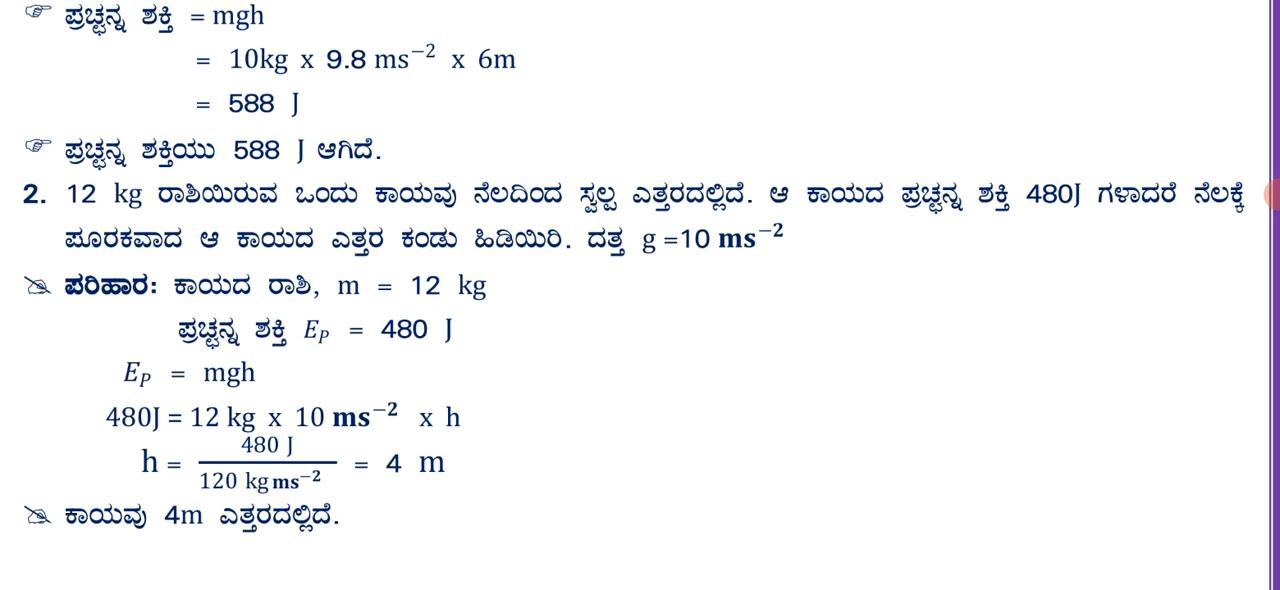 ☞ ಪ್ರಚ್ಛನ್ನ ಶಕ್ತಿ = mgh
= 10kg x 9.8 ms⁻² x 6m
= 588 J
☞ ಪ್ರಚ್ಛನ್ನ ಶಕ್ತಿಯು 588 J ಆಗಿದೆ.
2. 12 kg ರಾಶಿಯಿರುವ ಒಂದು ಕಾಯವು ನೆಲದಿಂದ ಸ್ವಲ್ಪ ಎತ್ತರದಲ್ಲಿದೆ. ಆ ಕಾಯದ ಪ್ರಚ್ಛನ್ನ ಶಕ್ತಿ 480J ಗಳಾದರೆ ನೆಲಕ್ಕೆ
ಪೂರಕವಾದ ಆ ಕಾಯದ ಎತ್ತರ ಕಂಡು ಹಿಡಿಯಿರಿ. ದತ್ತ g =10 ms⁻²
✎ ಪರಿಹಾರ: ಕಾಯದ ರಾಶಿ, m = 12 kg
ಪ್ರಚ್ಛನ್ನ ಶಕ್ತಿ E_P = 480 J
E_P = mgh
480J = 12 kg x 10 ms⁻² x h
h = 480 J / 120 kg ms⁻² = 4 m
✎ ಕಾಯವು 4m ಎತ್ತರದಲ್ಲಿದೆ.